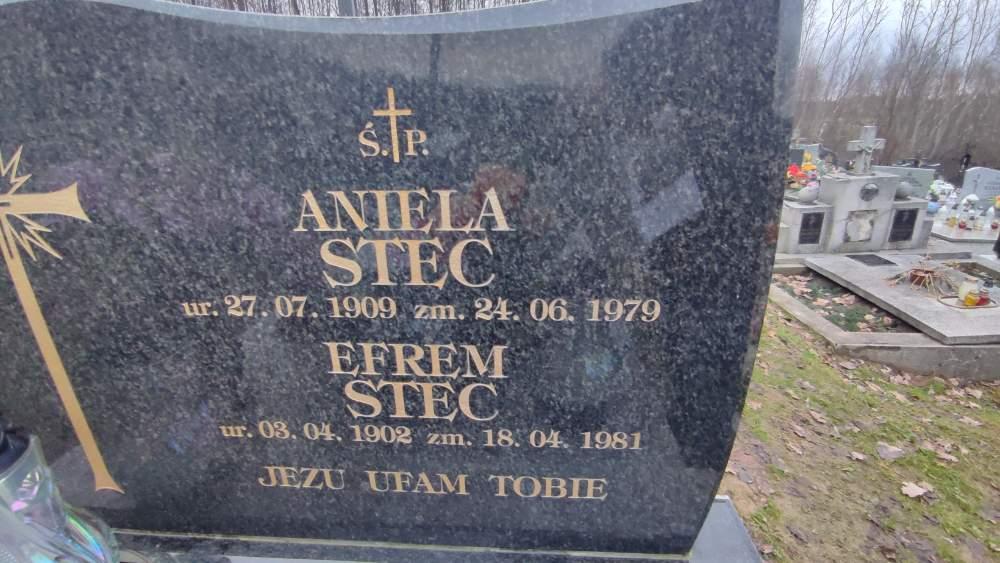 Ś.P.
ANIELA
STEC
ur. 27. 07. 1909 zm. 24. 06. 1979
EFREM
STEC
ur. 03. 04. 1902 zm. 18. 04. 1981
JEZU UFAM TOBIE